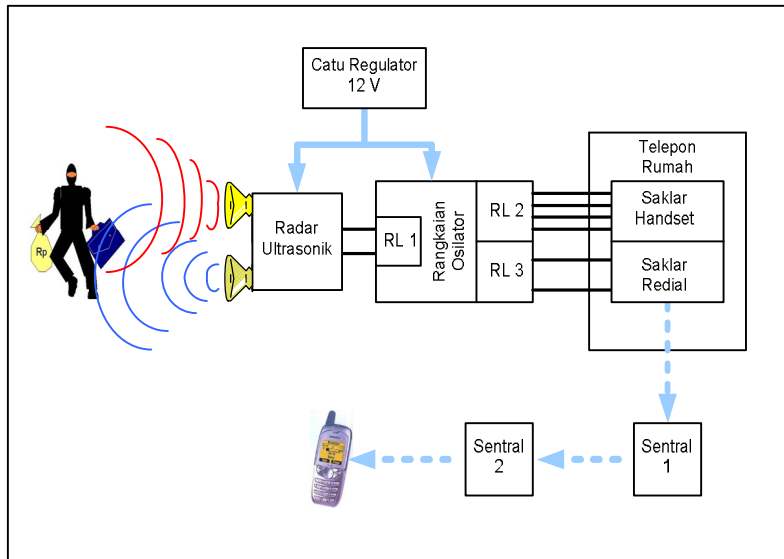 Catu Regulator
12 V
Telepon
Rumah
Radar
Ultrasonik
RL 1
Rangkaian
Osilator
RL 2
RL 3
Saklar
Handset
Saklar
Redial
Rp
Sentral
2
Sentral
1